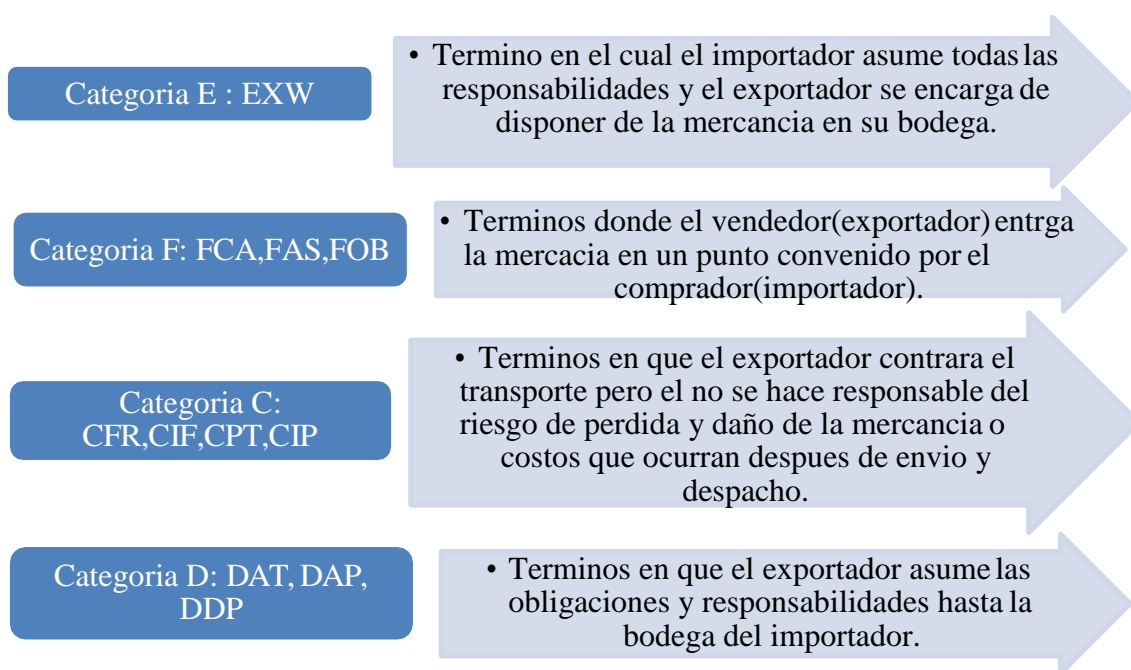 Categoria E : EXW
• Termino en el cual el importador asume todas las
responsabilidades y el exportador se encarga de
disponer de la mercancia en su bodega.
Categoria F: FCA,FAS,FOB
• Terminos donde el vendedor(exportador) entrga
la mercacia en un punto convenido por el
comprador(importador).
Categoria C:
CFR,CIF,CPT,CIP
• Terminos en que el exportador contrara el
transporte pero el no se hace responsable del
riesgo de perdida y daño de la mercancia o
costos que ocurran despues de envio y
despacho.
Categoria D: DAT, DAP,
DDP
• Terminos en que el exportador asume las
obligaciones y responsabilidades hasta la
bodega del importador.